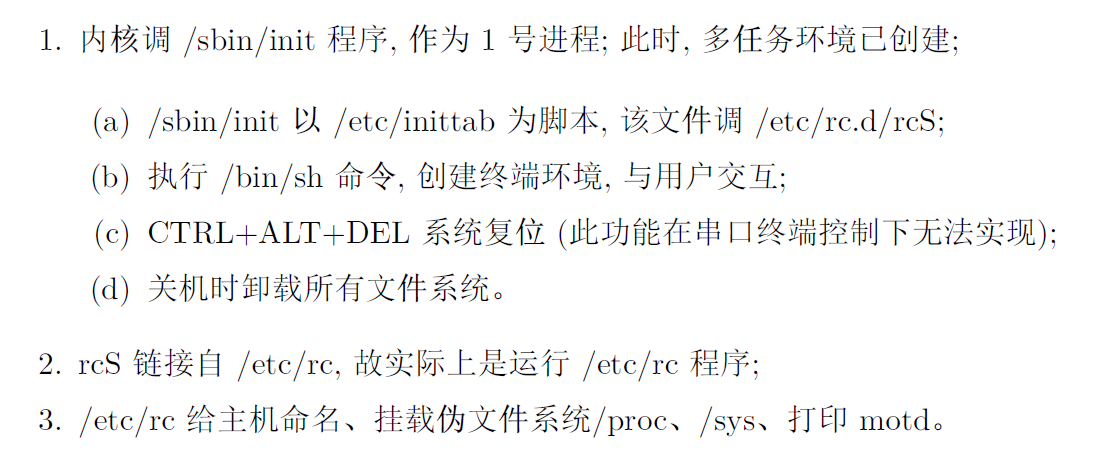 1. 内核调 /sbin/init 程序, 作为 1 号进程; 此时, 多任务环境已创建;
(a) /sbin/init 以 /etc/inittab 为脚本, 该文件调 /etc/rc.d/rcS;
(b) 执行 /bin/sh 命令, 创建终端环境, 与用户交互;
(c) CTRL+ALT+DEL 系统复位 (此功能在串口终端控制下无法实现);
(d) 关机时卸载所有文件系统。
2. rcS 链接自 /etc/rc, 故实际上是运行 /etc/rc 程序;
3. /etc/rc 给主机命名、挂载伪文件系统/proc、/sys、打印 motd。